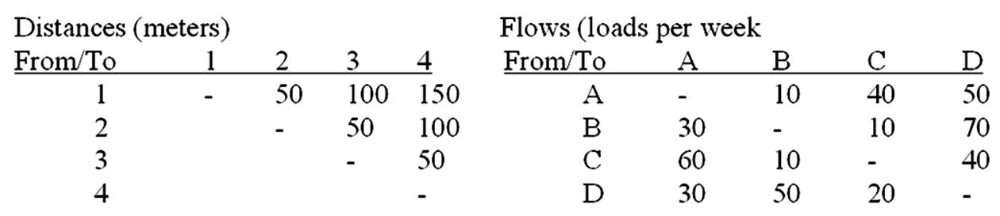 Distances (meters) Flows (loads per week
From/To 1 2 3 4 From/To A B C D
1 - 50 100 150 A - 10 40 50
2 - 50 100 B 30 - 10 70
3 - 50 C 60 10 - 40
4 - D 30 50 20 -